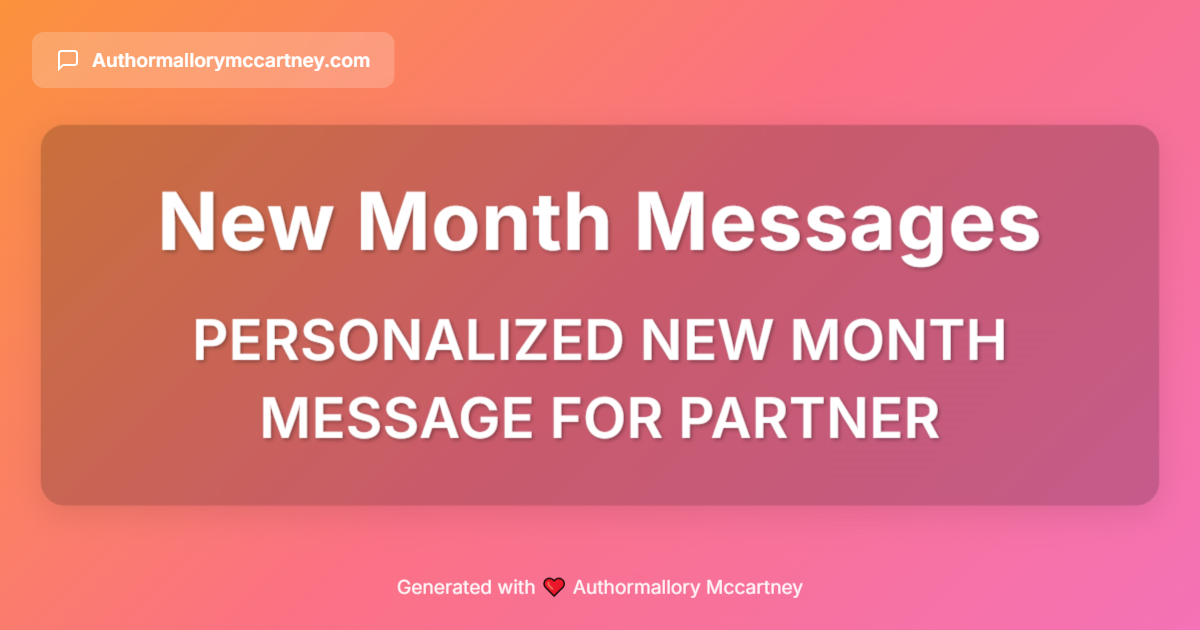 Authormallorymccartney.com
New Month Messages
PERSONALIZED NEW MONTH
MESSAGE FOR PARTNER
Generated with ❤️ Authormallory Mccartney